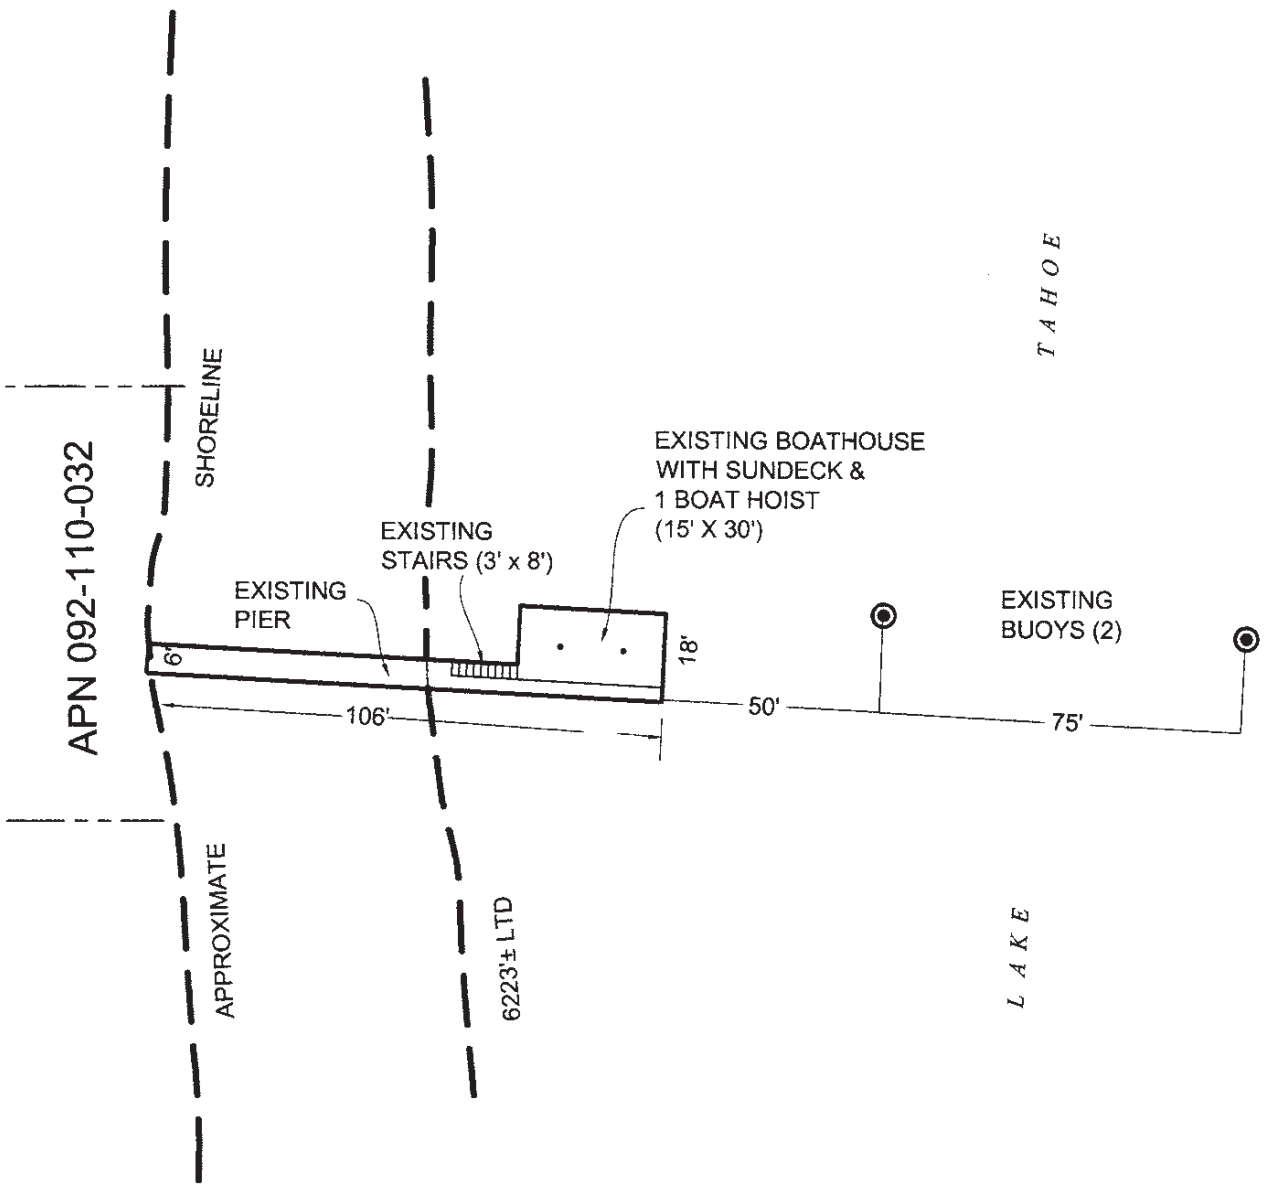 TAHOE
SHORELINE
APN 092-110-032
EXISTING BOATHOUSE
WITH SUNDECK &
1 BOAT HOIST
(15' X 30')
EXISTING
STAIRS (3' x 8')
EXISTING
PIER
EXISTING
BUOYS (2)
6'
18'
106'
50'
75'
APPROXIMATE
6223'± LTD
LAKE